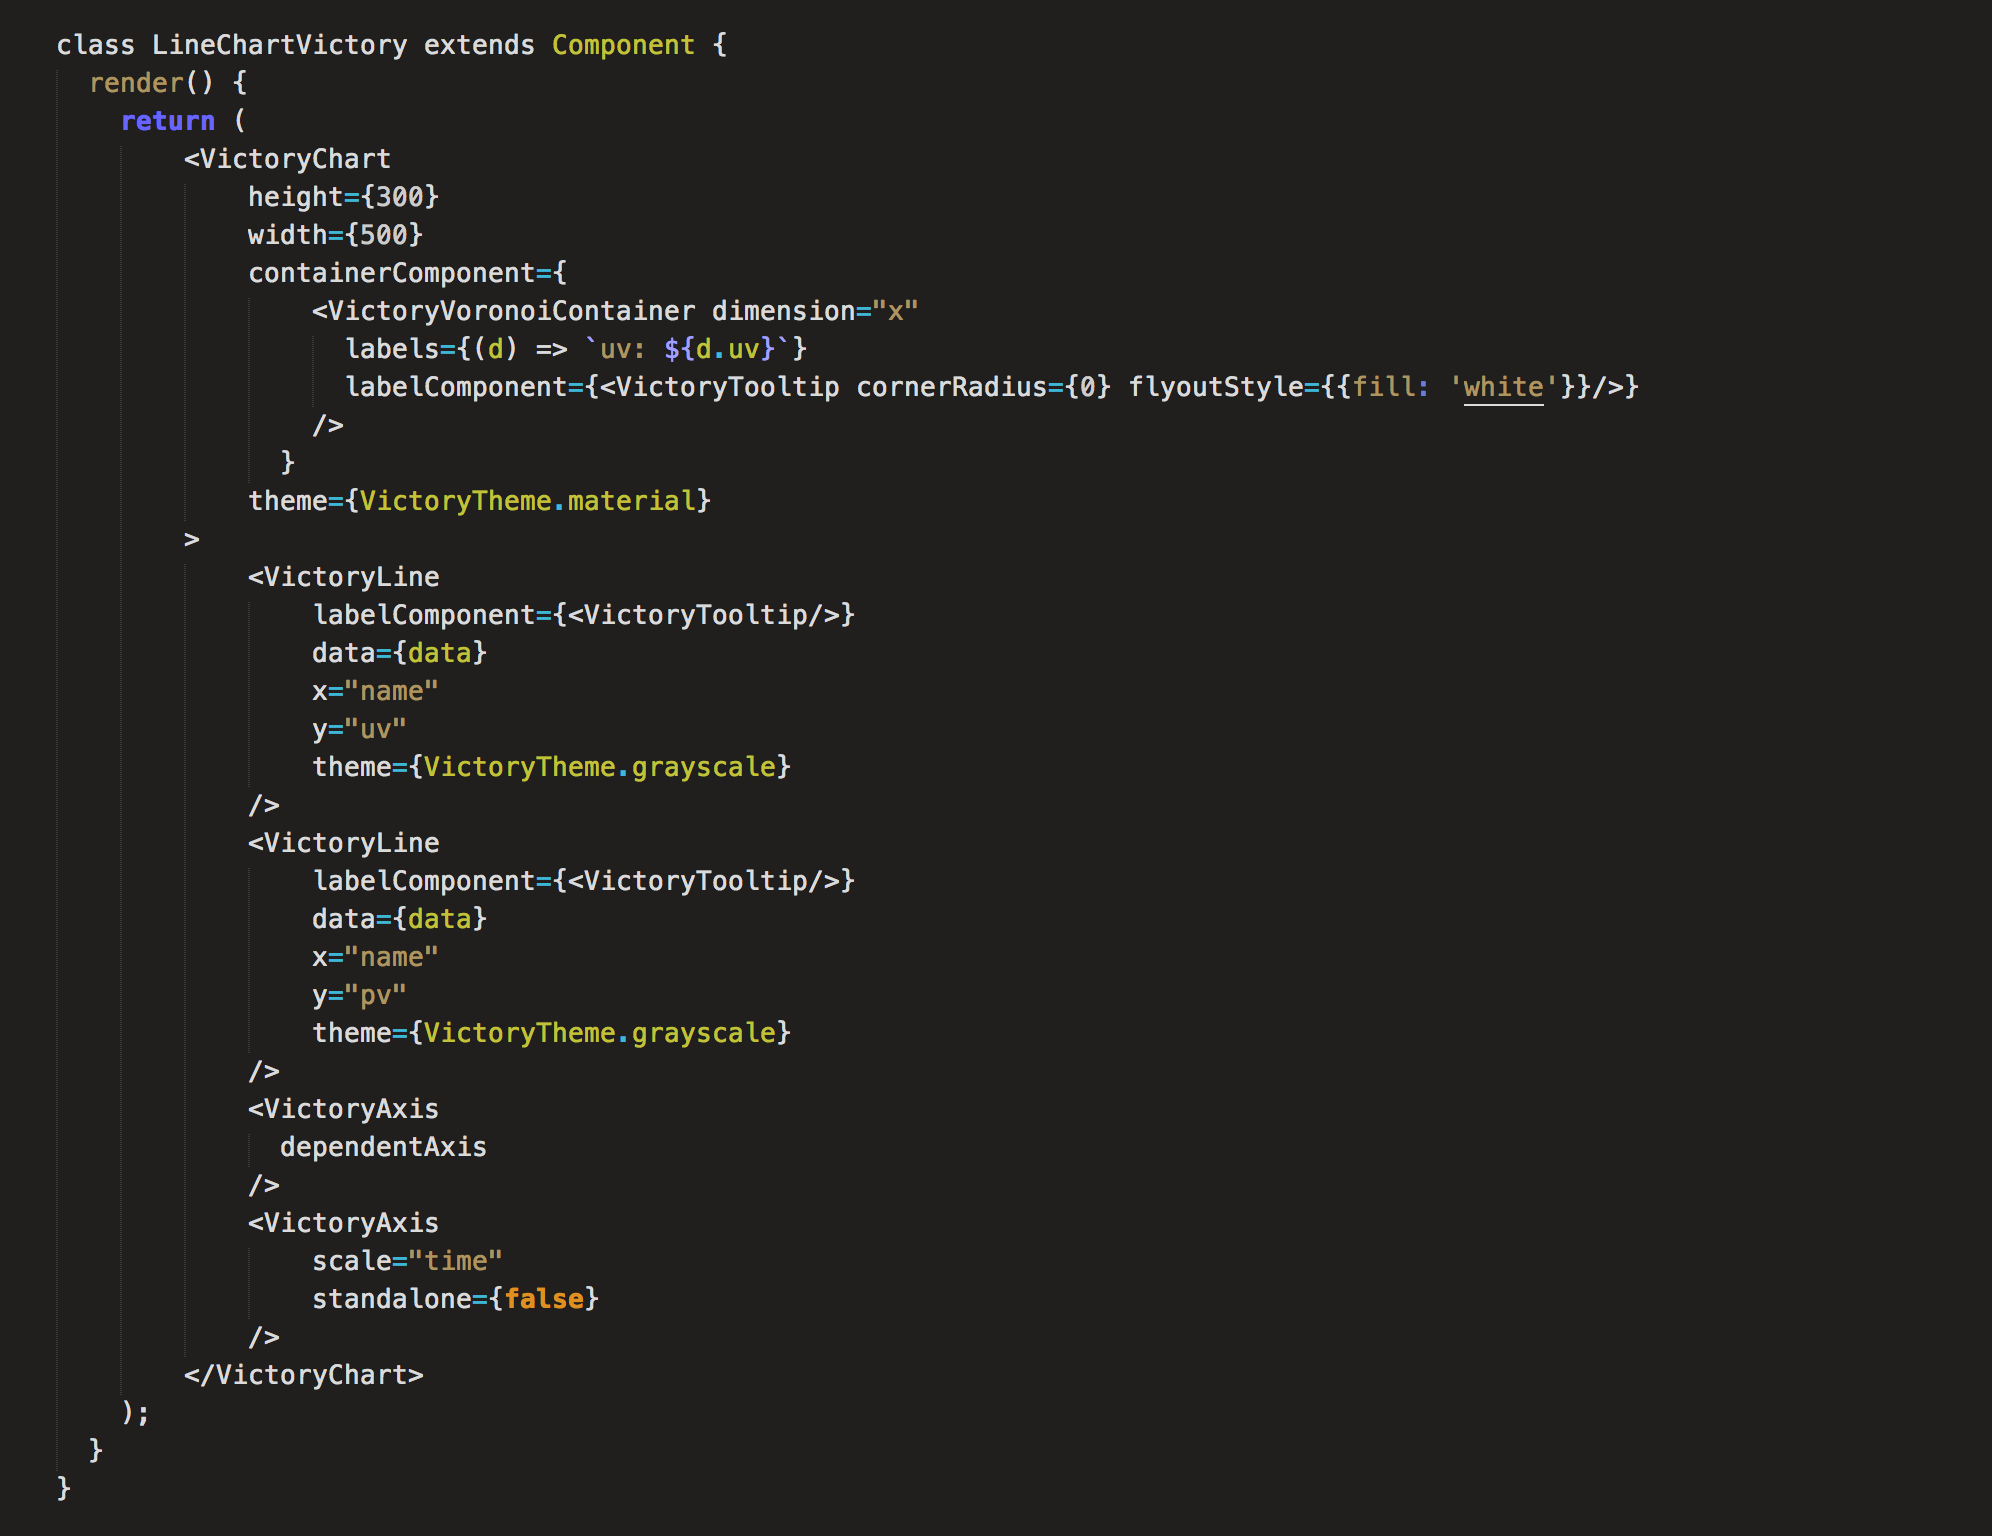 class LineChartVictory extends Component {
  render() {
    return (
        <VictoryChart
            height={300}
            width={500}
            containerComponent={
                <VictoryVoronoiContainer dimension="x"
                  labels={(d) => `uv: ${d.uv}`}
                  labelComponent={<VictoryTooltip cornerRadius={0} flyoutStyle={{fill: 'white'}}/>}
                />
              }
            theme={VictoryTheme.material}
        >
            <VictoryLine
                labelComponent={<VictoryTooltip/>}
                data={data}
                x="name"
                y="uv"
                theme={VictoryTheme.grayscale}
            />
            <VictoryLine
                labelComponent={<VictoryTooltip/>}
                data={data}
                x="name"
                y="pv"
                theme={VictoryTheme.grayscale}
            />
            <VictoryAxis
              dependentAxis
            />
            <VictoryAxis
                scale="time"
                standalone={false}
            />
        </VictoryChart>
    );
  }
}